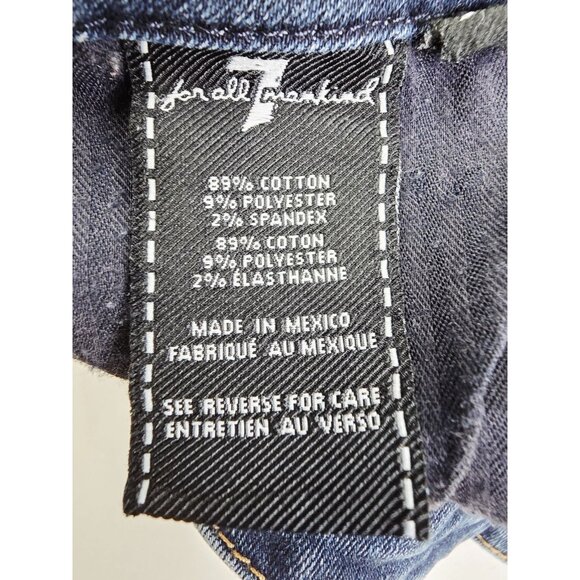 7
for all mankind
89% COTTON
9% POLYESTER
2% SPANDEX
89% COTON
9% POLYESTER
2% ÉLASTHANNE
MADE IN MEXICO
FABRIQUÉ AU MEXIQUE
SEE REVERSE FOR CARE
ENTRETIEN AU VERSO